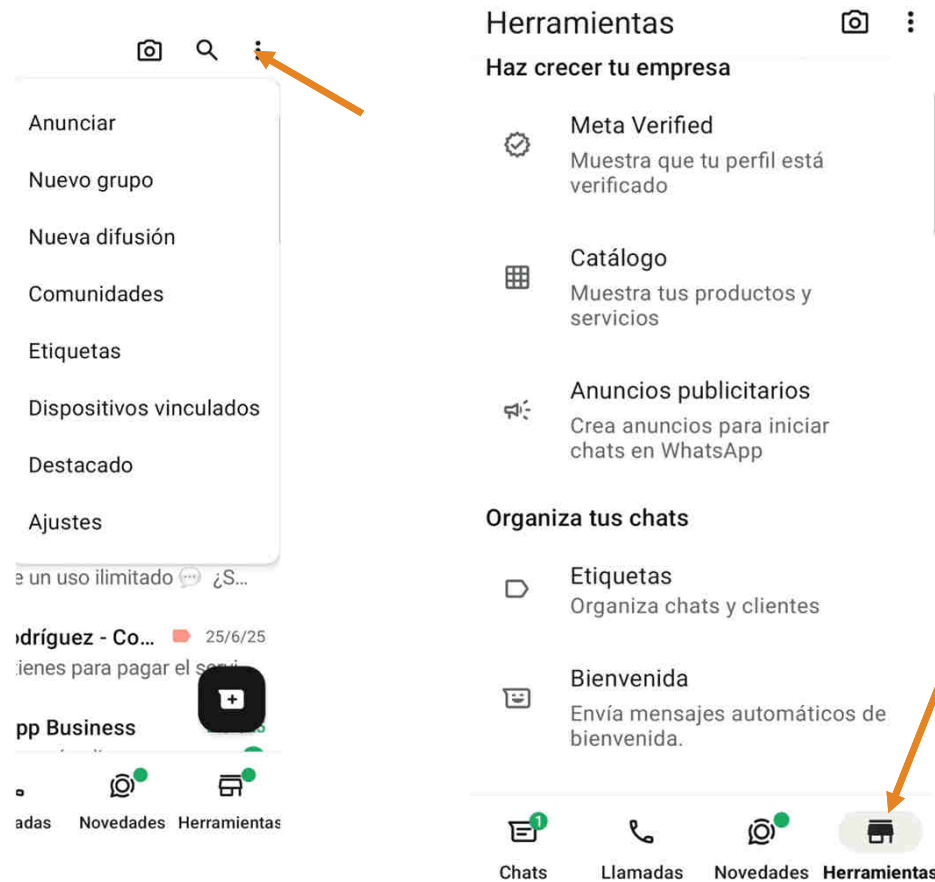 Anunciar
Nuevo grupo
Nueva difusión
Comunidades
Etiquetas
Dispositivos vinculados
Destacado
Ajustes
e un uso ilimitado 💬 ¿S...
odríguez - Co... 25/6/25
ienes para pagar el servi
pp Business
adas Novedades Herramientas
Herramientas
Haz crecer tu empresa
Meta Verified
Muestra que tu perfil está
verificado
Catálogo
Muestra tus productos y
servicios
Anuncios publicitarios
Crea anuncios para iniciar
chats en WhatsApp
Organiza tus chats
Etiquetas
Organiza chats y clientes
Bienvenida
Envía mensajes automáticos de
bienvenida.
1
Chats Llamadas Novedades Herramientas